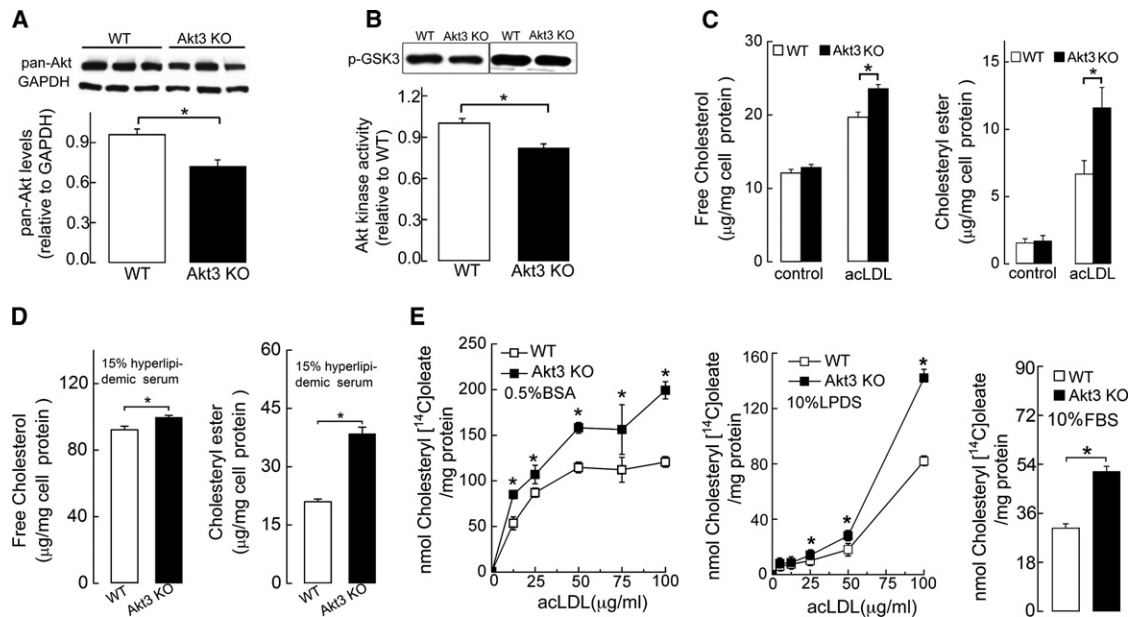 A
WT Akt3 KO
pan-Akt
GAPDH
*
pan-Akt levels
(relative to GAPDH)
0.9
0.6
0.3
0.0
WT Akt3 KO
B
WT Akt3 KO WT Akt3 KO
p-GSK3
*
Akt kinase activity
(relative to WT)
1.2
0.9
0.6
0.3
0.0
WT Akt3 KO
C
WT Akt3 KO
*
Free Cholesterol
(μg/mg cell protein)
30
20
10
0
control acLDL
WT Akt3 KO
*
Cholesteryl ester
(μg/mg cell protein)
15
10
5
0
control acLDL
D
15% hyperlipi-
demic serum
*
Free Cholesterol
(μg/mg cell protein)
120
80
40
0
WT Akt3 KO
15% hyperlipi-
demic serum
*
Cholesteryl ester
(μg/mg cell protein)
60
40
20
0
WT Akt3 KO
E
WT
Akt3 KO
0.5%BSA
* * * * *
nmol Cholesteryl [¹⁴C]oleate
/mg protein
250
200
150
100
50
0
0 25 50 75 100
acLDL(μg/ml)
WT
Akt3 KO
10%LPDS
* * *
nmol Cholesteryl [¹⁴C]oleate
/mg protein
160
120
80
40
0
0 25 50 75 100
acLDL(μg/ml)
WT
Akt3 KO
10%FBS
*
nmol Cholesteryl [¹⁴C]oleate
/mg protein
90
72
54
36
18
0
WT
Akt3 KO